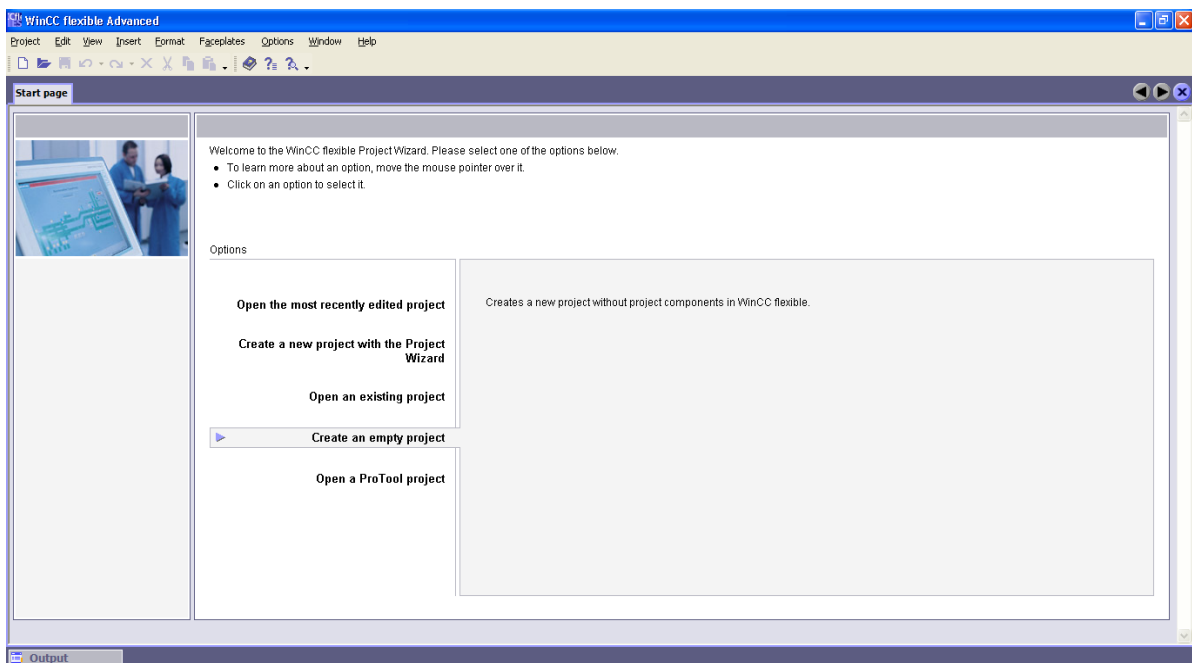 WinCC flexible Advanced
Project Edit View Insert Format Faceplates Options Window Help
Start page
Welcome to the WinCC flexible Project Wizard. Please select one of the options below.
• To learn more about an option, move the mouse pointer over it.
• Click on an option to select it.
Options
Open the most recently edited project
Creates a new project without project components in WinCC flexible.
Create a new project with the Project
Wizard
Open an existing project
Create an empty project
Open a ProTool project
Output